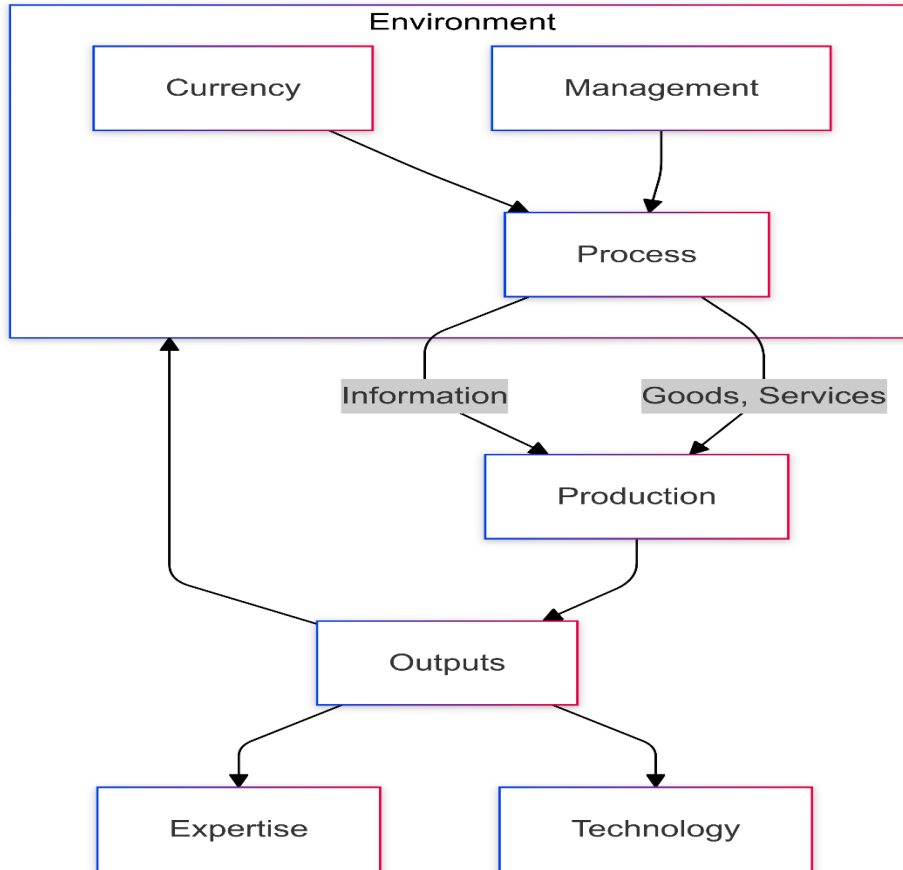 Environment
Currency
Management
Process
Information
Goods, Services
Production
Outputs
Expertise
Technology